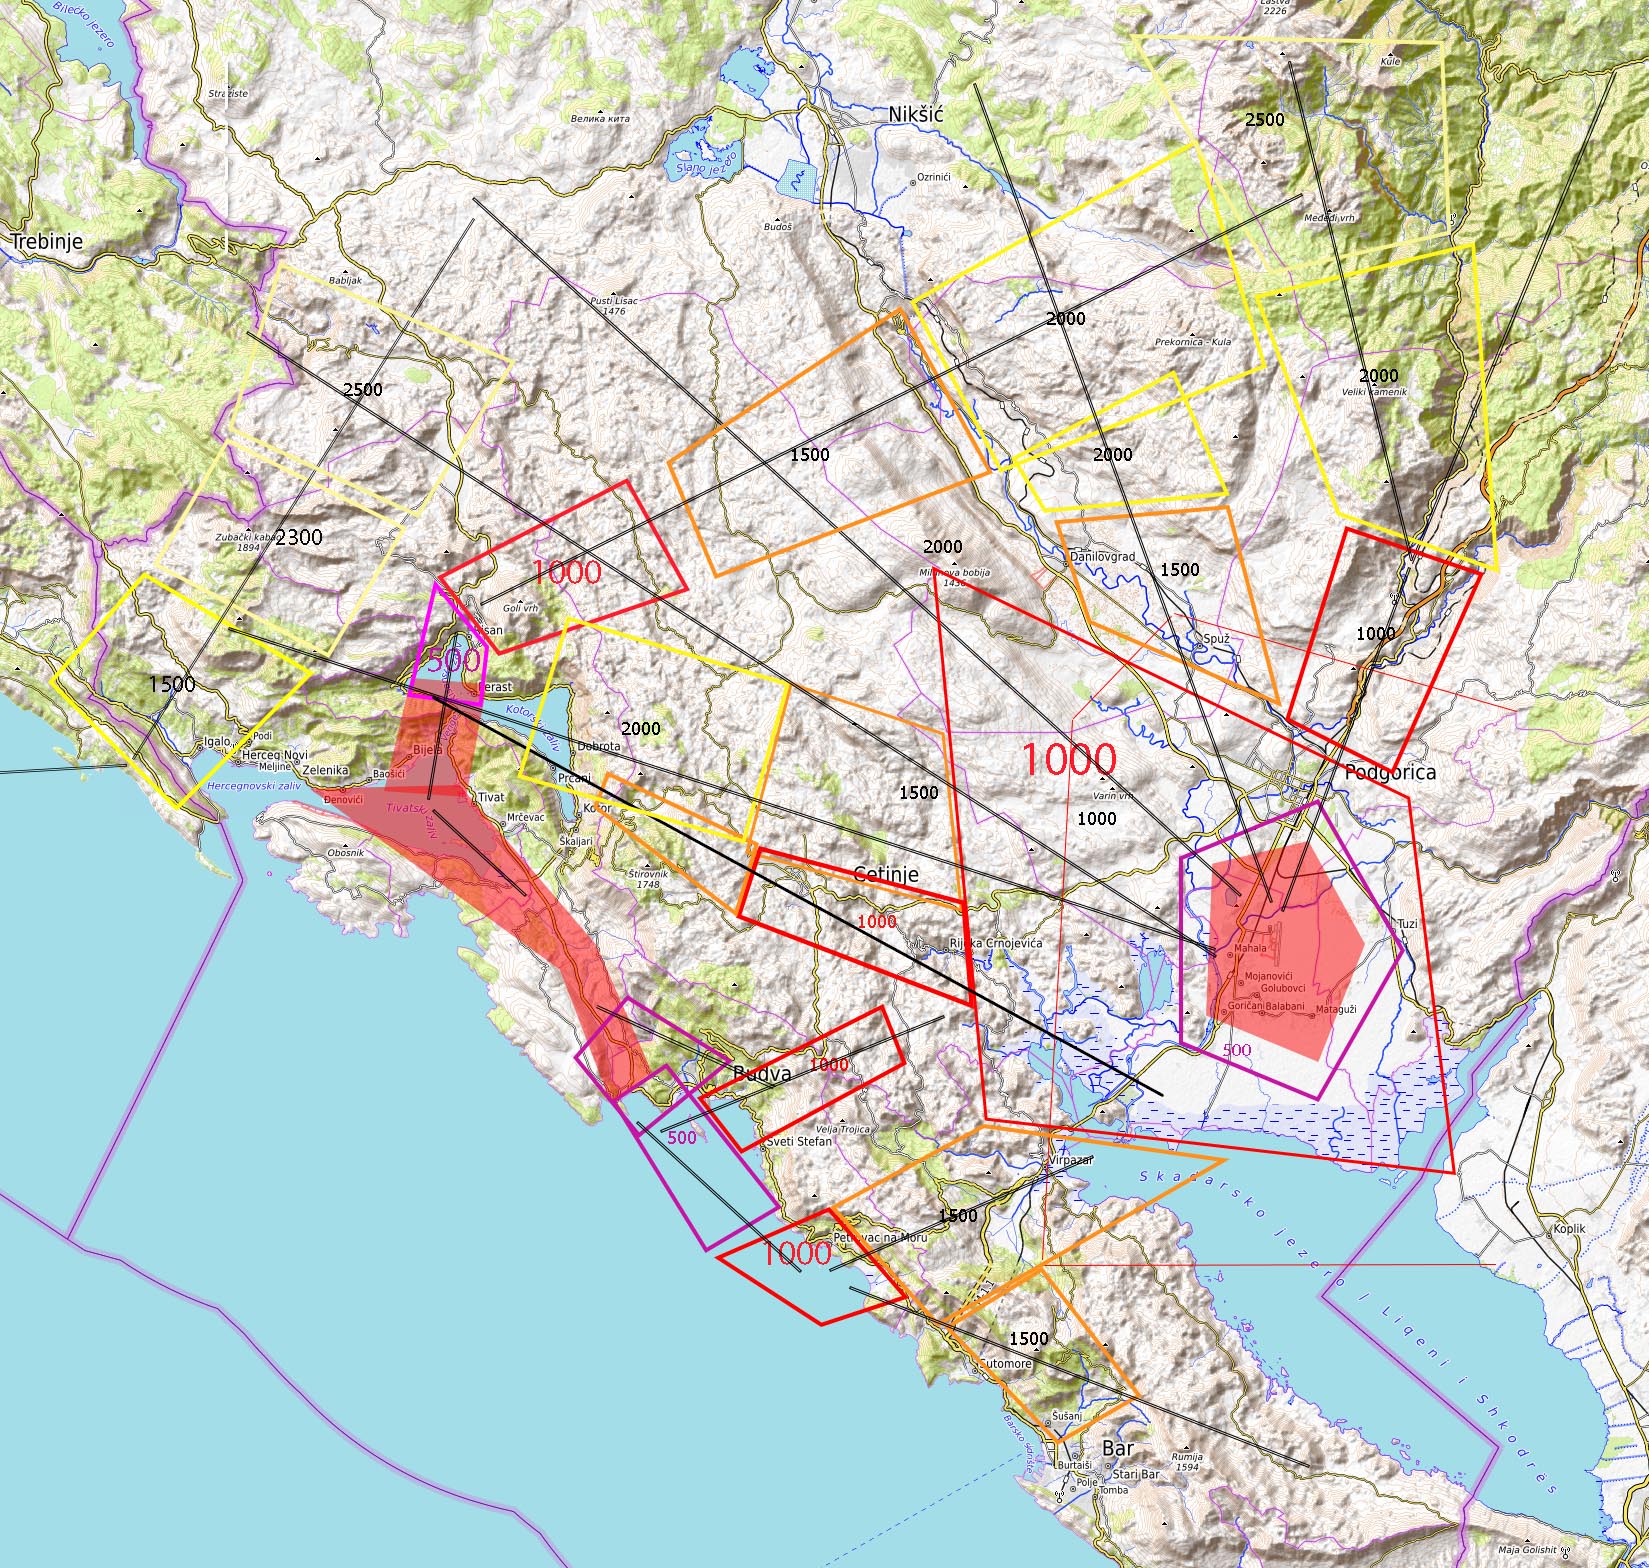 Bilećko jezero
Lastva
2226
Kule
Nikšić
Велика кита
2500
Slano jezero
Ozrinići
Trebinje
Budoš
Međeđi vrh
Babljak
Pusti Lisac
1476
2000
Prekornica - Kula
2500
2000
Veliki kamenik
1500
2000
Zubački kabao
1894
2300
2000
Danilovgrad
1000
Milunova bobija
1436
1500
Goli vrh
Risan
1000
Spuž
500
1500
Perast
Kotorski zaliv
2000
Igalo
Podi
Herceg Novi
Meljine
Bijela
Dobrota
1000
Zelenika
Baošići
Prčanj
Podgorica
Hercegnovski zaliv
Đenovići
Tivat
1500
Varin vrh
Kotor
Mrčevac
1000
Škaljari
Obosnik
Štirovnik
1748
Cetinje
1000
Tuzi
Rijeka Crnojevića
Mahala
Mojanovići
Golubovci
Goričani
Balabani
Mataguži
500
Budva
1000
Velja Trojica
500
Sveti Stefan
Virpazar
Skadarsko jezero / Liqeni i Shkodrës
1500
Petrovac na Moru
1000
Koplik
1500
Sutomore
Šušanj
Barsko sidrište
Bar
Burtaiši
Rumija
1594
Stari Bar
Polje
Tomba
Maja Golishit